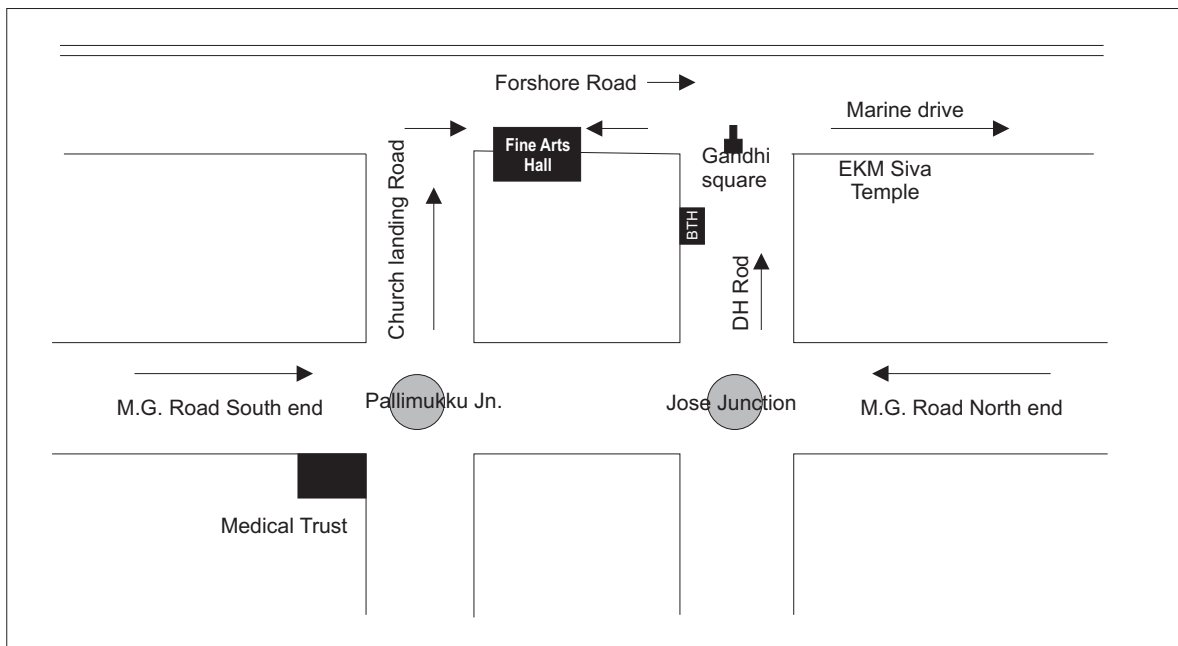 Forshore Road
Marine drive
Fine Arts
Hall
Gandhi
square
EKM Siva
Temple
Church landing Road
BTH
DH Rod
M.G. Road South end
Pallimukku Jn.
Jose Junction
M.G. Road North end
Medical Trust